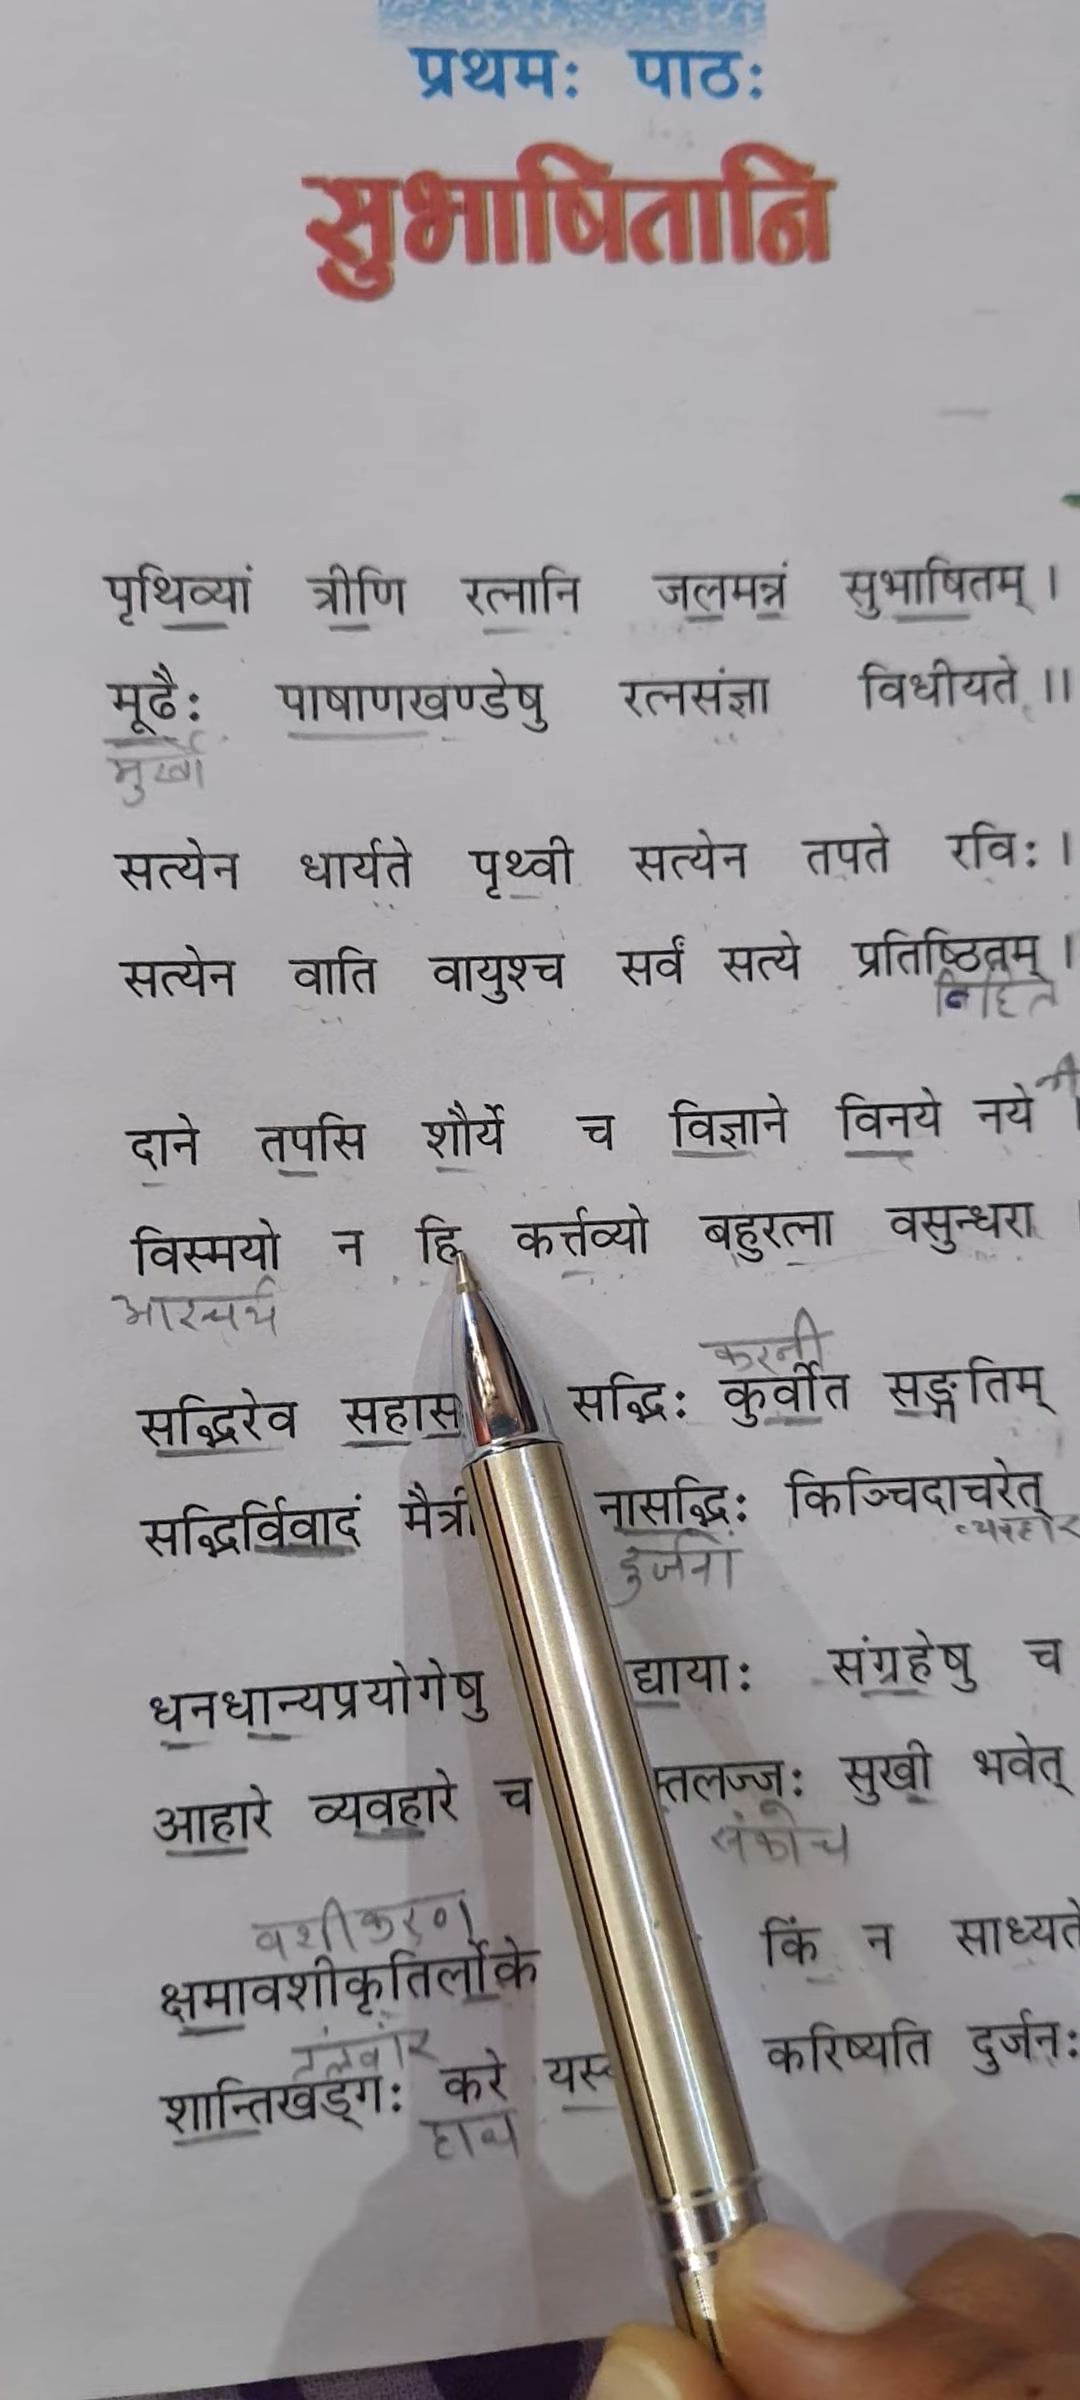 प्रथमः पाठः
सुभाषितानि
पृथिव्यां त्रीणि रत्नानि जलमन्नं सुभाषितम् ।
मूढैः पाषाणखण्डेषु रत्नसंज्ञा विधीयते ॥
मुर्खो
सत्येन धार्यते पृथ्वी सत्येन तपते रविः ।
सत्येन वाति वायुश्च सर्वं सत्ये प्रतिष्ठितम् ।
निहित
दाने तपसि शौर्ये च विज्ञाने विनये नये ।
विस्मयो न हि कर्त्तव्यो बहुरत्ना वसुन्धरा ।
आश्चर्य
करनी
सद्भिरेव सहास सद्भिः कुर्वीत सङ्गतिम्
सद्भिर्विवादं मैत्री नासद्भिः किञ्चिदाचरेत्
दुर्जनों व्यवहार
धनधान्यप्रयोगेषु द्यायाः संग्रहेषु च
आहारे व्यवहारे च तलज्जः सुखी भवेत्
संकोच
वशीकरण
क्षमावशीकृतिर्लोके किं न साध्यते
तलवार
शान्तिखड्गः करे यस् करिष्यति दुर्जनः
हाथ